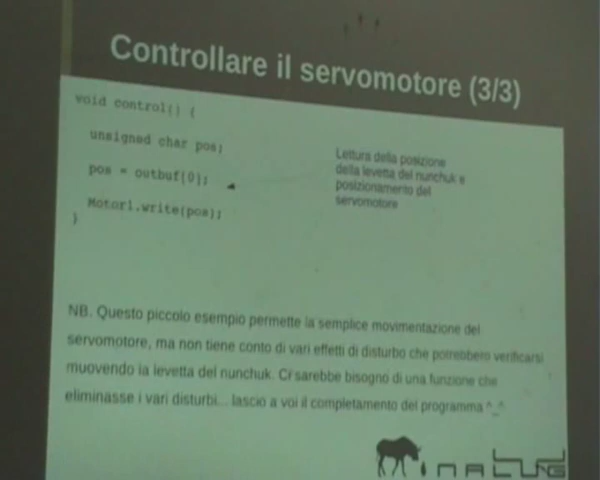 Controllare il servomotore (3/3)
void control() {
unsigned char pos;
pos = outbuf[0];
Motor1.write(pos);
}
Lettura della posizione
della levetta del nunchuk e
posizionamento del
servomotore
NB. Questo piccolo esempio permette la semplice movimentazione del
servomotore, ma non tiene conto di vari effetti di disturbo che potrebbero verificarsi
muovendo la levetta del nunchuk. Ci sarebbe bisogno di una funzione che
eliminasse i vari disturbi... lascio a voi il completamento del programma ^_^